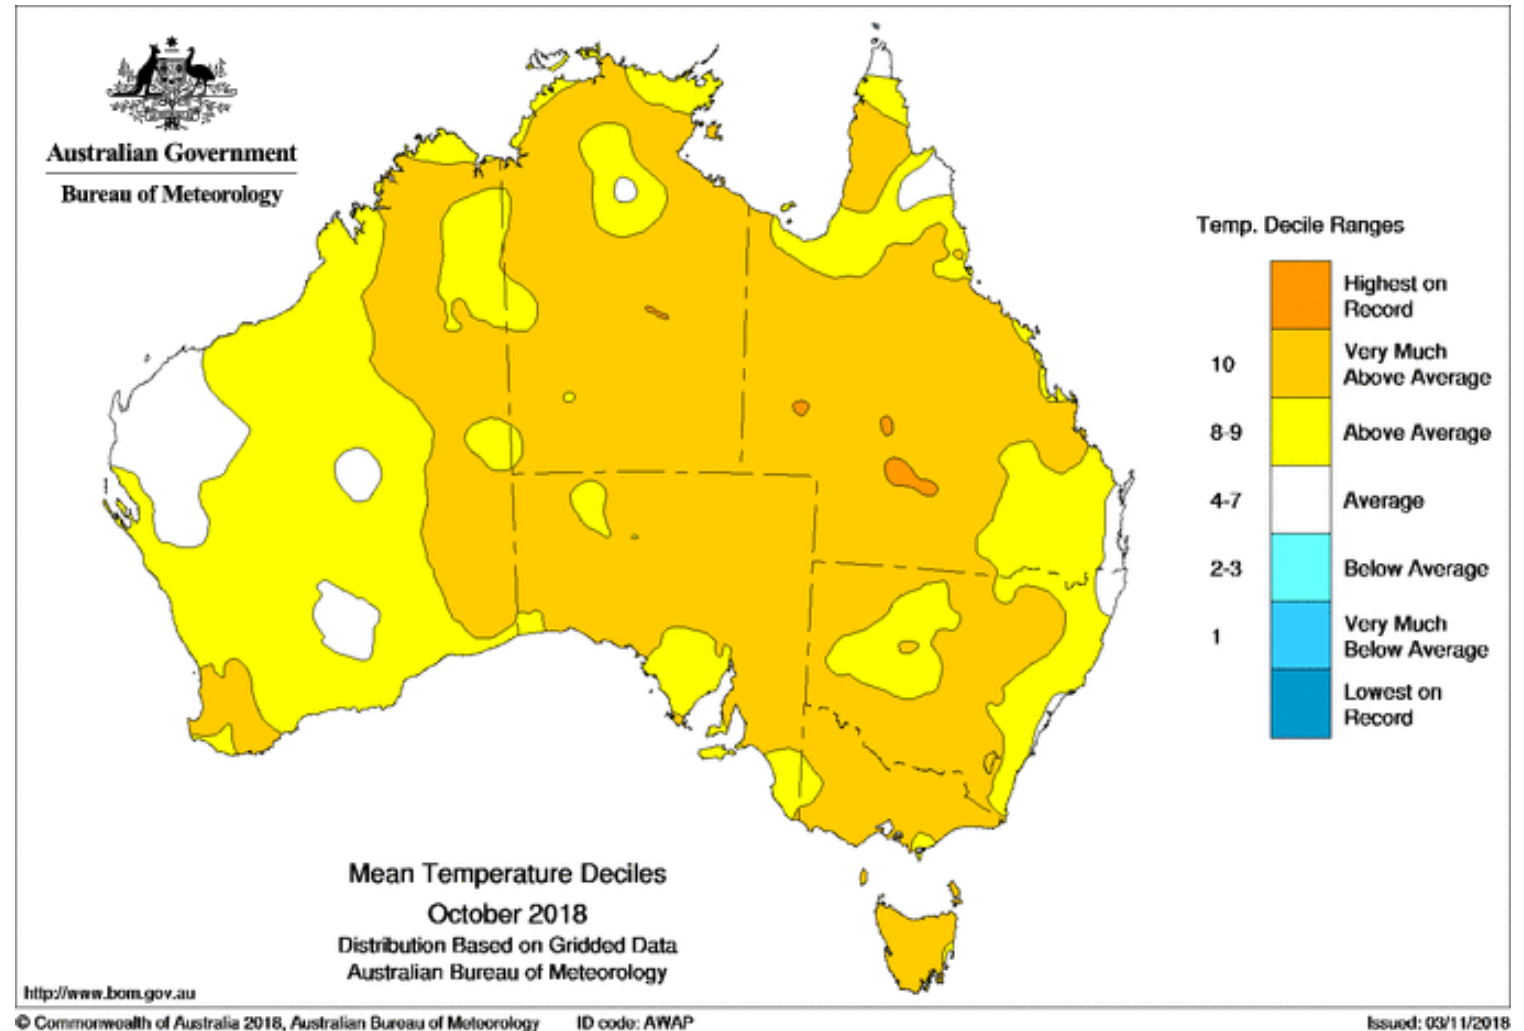 Australian Government
Bureau of Meteorology
Temp. Decile Ranges
Highest on
Record
10
Very Much
Above Average
8-9
Above Average
4-7
Average
2-3
Below Average
1
Very Much
Below Average
Lowest on
Record
Mean Temperature Deciles
October 2018
Distribution Based on Gridded Data
Australian Bureau of Meteorology
http://www.bom.gov.au
© Commonwealth of Australia 2018, Australian Bureau of Meteorology ID code: AWAP Issued: 03/11/2018